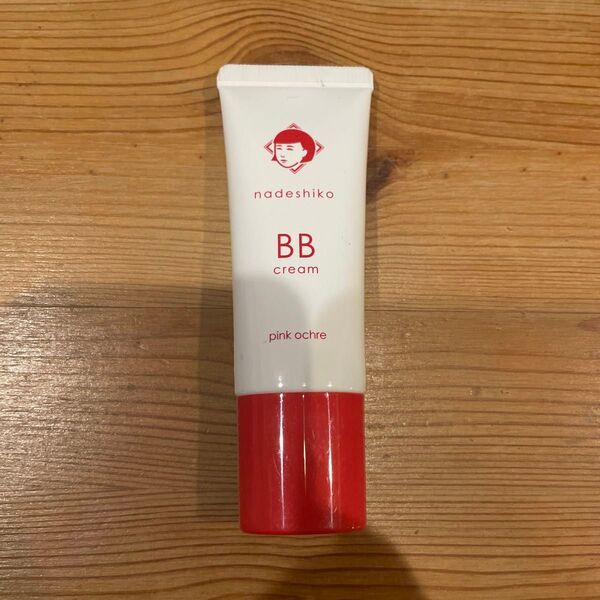 nadeshiko
BB
cream
pink ochre